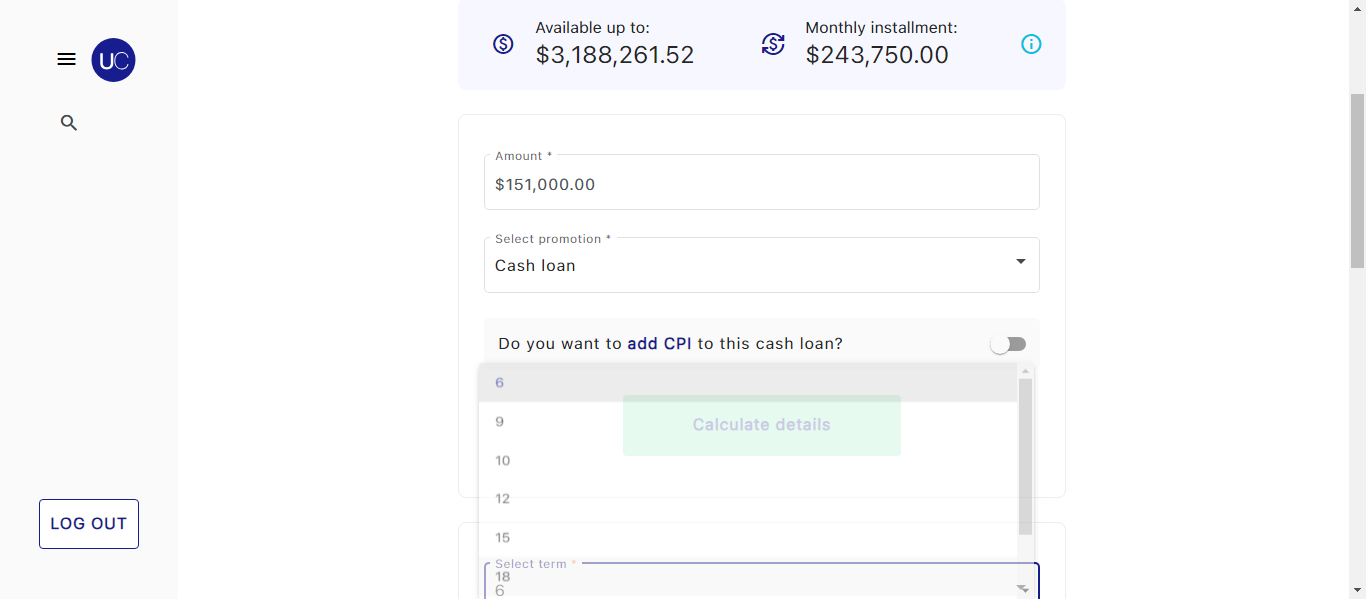 Available up to:
$3,188,261.52
Monthly installment:
$243,750.00
UC
Amount *
$151,000.00
Select promotion *
Cash loan
Do you want to add CPI to this cash loan?
6
9
Calculate details
10
12
15
LOG OUT
Select term *
18
6